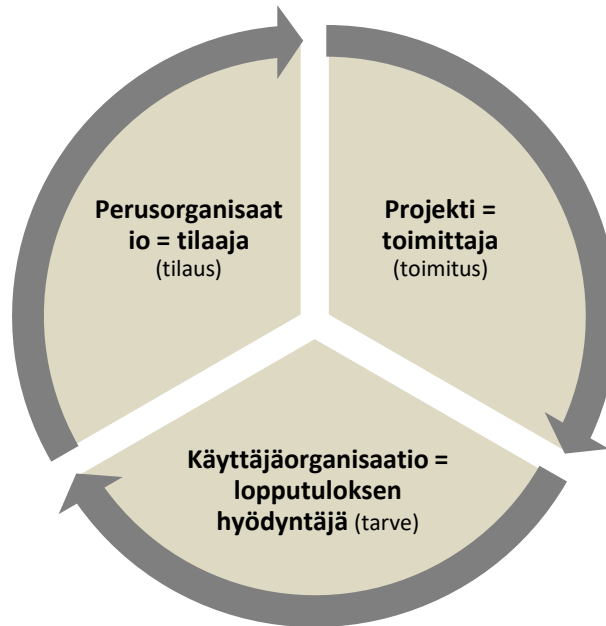 Perusorganisaat
io = tilaaja
(tilaus)
Projekti =
toimittaja
(toimitus)
Käyttäjäorganisaatio =
lopputuloksen
hyödyntäjä (tarve)